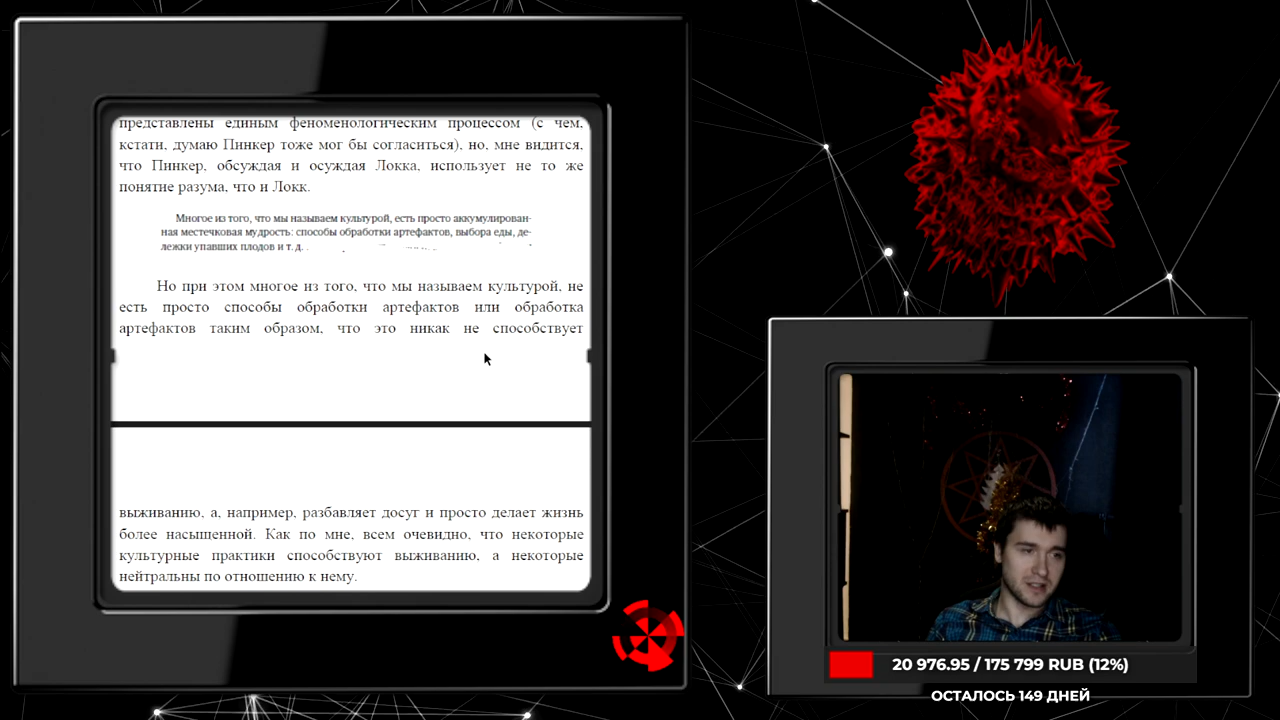 представлены единым феноменологическим процессом (с чем,
кстати, думаю Пинкер тоже мог бы согласиться), но, мне видится,
что Пинкер, обсуждая и осуждая Локка, использует не то же
понятие разума, что и Локк.
Многое из того, что мы называем культурой, есть просто аккумулирован-
ная местечковая мудрость: способы обработки артефактов, выбора еды, де-
лежки упавших плодов и т. д.
Но при этом многое из того, что мы называем культурой, не
есть просто способы обработки артефактов или обработка
артефактов таким образом, что это никак не способствует
выживанию, а, например, разбавляет досуг и просто делает жизнь
более насыщенной. Как по мне, всем очевидно, что некоторые
культурные практики способствуют выживанию, а некоторые
нейтральны по отношению к нему.
20 976.95 / 175 799 RUB (12%)
ОСТАЛОСЬ 149 ДНЕЙ